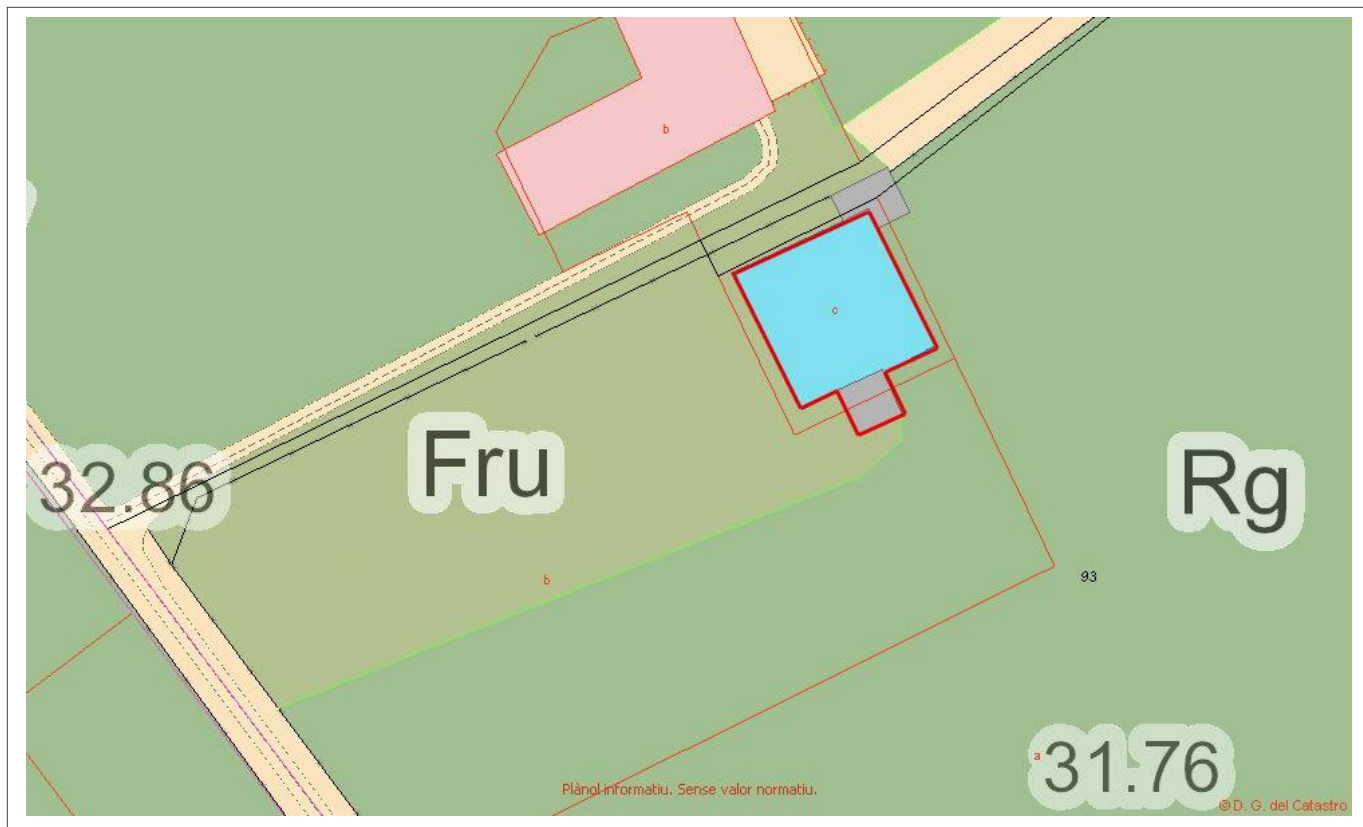 b
c
32.86
Fru
Rg
b
93
a
31.76
Plànol informatiu. Sense valor normatiu.
© D. G. del Catastro